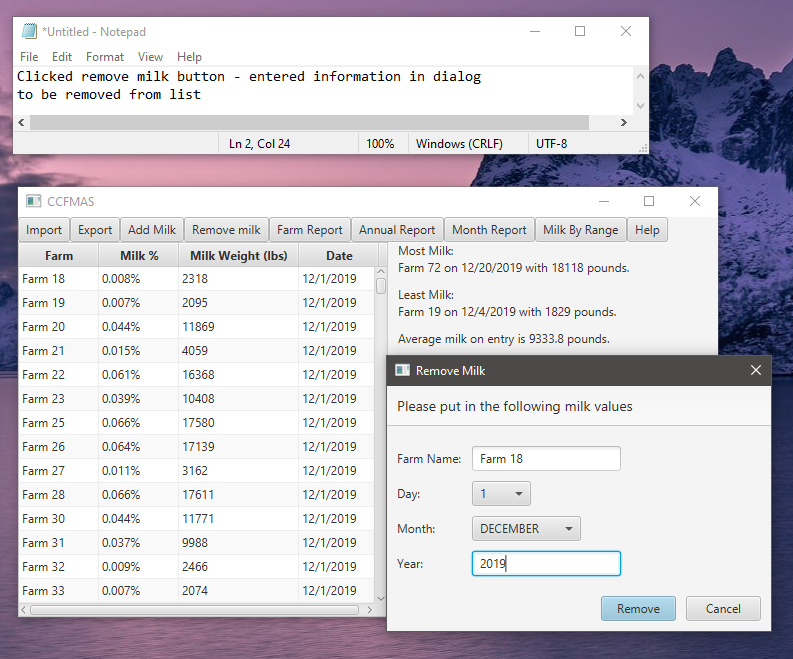 *Untitled - Notepad
File Edit Format View Help
Clicked remove milk button - entered information in dialog
to be removed from list
Ln 2, Col 24 100% Windows (CRLF) UTF-8
CCFMAS
Import Export Add Milk Remove milk Farm Report Annual Report Month Report Milk By Range Help
Farm Milk % Milk Weight (lbs) Date
Farm 18 0.008% 2318 12/1/2019
Farm 19 0.007% 2095 12/1/2019
Farm 20 0.044% 11869 12/1/2019
Farm 21 0.015% 4059 12/1/2019
Farm 22 0.061% 16368 12/1/2019
Farm 23 0.039% 10408 12/1/2019
Farm 25 0.066% 17580 12/1/2019
Farm 26 0.064% 17139 12/1/2019
Farm 27 0.011% 3162 12/1/2019
Farm 28 0.066% 17611 12/1/2019
Farm 30 0.044% 11771 12/1/2019
Farm 31 0.037% 9988 12/1/2019
Farm 32 0.009% 2466 12/1/2019
Farm 33 0.007% 2074 12/1/2019
Most Milk:
Farm 72 on 12/20/2019 with 18118 pounds.
Least Milk:
Farm 19 on 12/4/2019 with 1829 pounds.
Average milk on entry is 9333.8 pounds.
Remove Milk
Please put in the following milk values
Farm Name: Farm 18
Day: 1
Month: DECEMBER
Year: 2019
Remove Cancel